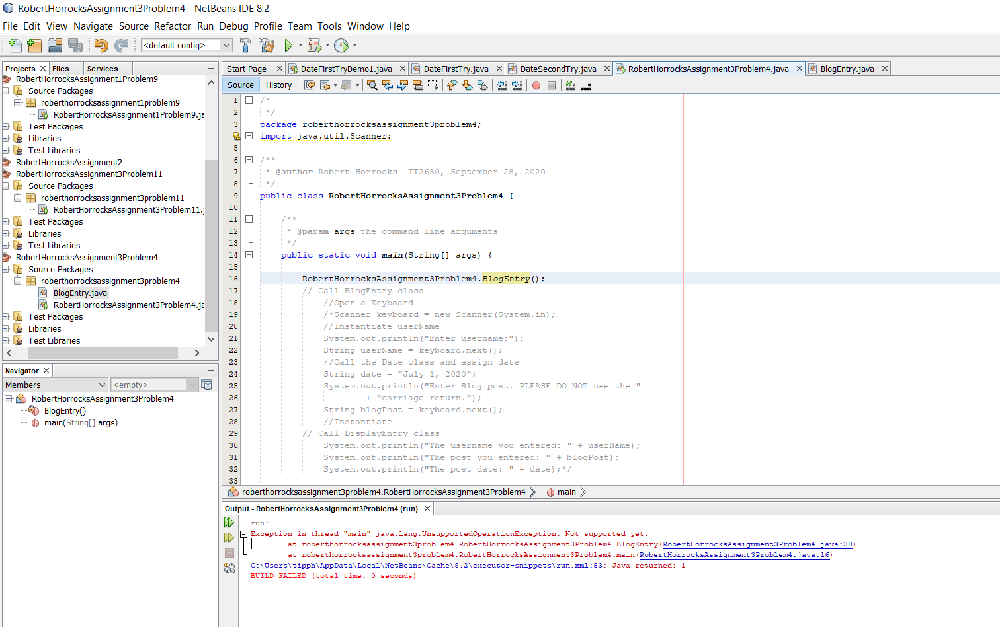 RobertHorrocksAssignment3Problem4 - NetBeans IDE 8.2
File Edit View Navigate Source Refactor Run Debug Profile Team Tools Window Help
<default config>
Projects Files Services
RobertHorrocksAssignment1Problem9
Source Packages
roberthorrocksassignment1problem9
RobertHorrocksAssignment1Problem9.ja
Test Packages
Libraries
Test Libraries
RobertHorrocksAssignment2
RobertHorrocksAssignment3Problem11
Source Packages
roberthorrocksassignment3problem11
RobertHorrocksAssignment3Problem11.j
Test Packages
Libraries
Test Libraries
RobertHorrocksAssignment3Problem4
Source Packages
roberthorrocksassignment3problem4
BlogEntry.java
RobertHorrocksAssignment3Problem4.ja
Test Packages
Libraries
Test Libraries
Navigator
Members <empty>
RobertHorrocksAssignment3Problem4
BlogEntry()
main(String[] args)
Start Page DateFirstTryDemo1.java DateFirstTry.java DateSecondTry.java RobertHorrocksAssignment3Problem4.java BlogEntry.java
Source History
1 /*
2 */
3 package roberthorrocksassignment3problem4;
import java.util.Scanner;
5
6 /**
7 * @author Robert Horrocks- IT2650, September 28, 2020
8 */
9 public class RobertHorrocksAssignment3Problem4 {
10
11 /**
12 * @param args the command line arguments
13 */
14 public static void main(String[] args) {
15
16 RobertHorrocksAssignment3Problem4.BlogEntry();
17 // Call BlogEntry class
18 //Open a Keyboard
19 /*Scanner keyboard = new Scanner(System.in);
20 //Instantiate userName
21 System.out.println("Enter username:");
22 String userName = keyboard.next();
23 //Call the Date class and assign date
24 String date = "July 1, 2020";
25 System.out.println("Enter Blog post. PLEASE DO NOT use the "
26 + "carriage return.");
27 String blogPost = keyboard.next();
28 //Instantiate
29 // Call DisplayEntry class
30 System.out.println("The username you entered: " + userName);
31 System.out.println("The post you entered: " + blogPost);
32 System.out.println("The post date: " + date);*/
33
roberthorrocksassignment3problem4.RobertHorrocksAssignment3Problem4 main
Output - RobertHorrocksAssignment3Problem4 (run)
run:
Exception in thread "main" java.lang.UnsupportedOperationException: Not supported yet.
at roberthorrocksassignment3problem4.RobertHorrocksAssignment3Problem4.BlogEntry(RobertHorrocksAssignment3Problem4.java:38)
at roberthorrocksassignment3problem4.RobertHorrocksAssignment3Problem4.main(RobertHorrocksAssignment3Problem4.java:16)
C:\Users\tipph\AppData\Local\NetBeans\Cache\8.2\executor-snippets\run.xml:53: Java returned: 1
BUILD FAILED (total time: 0 seconds)